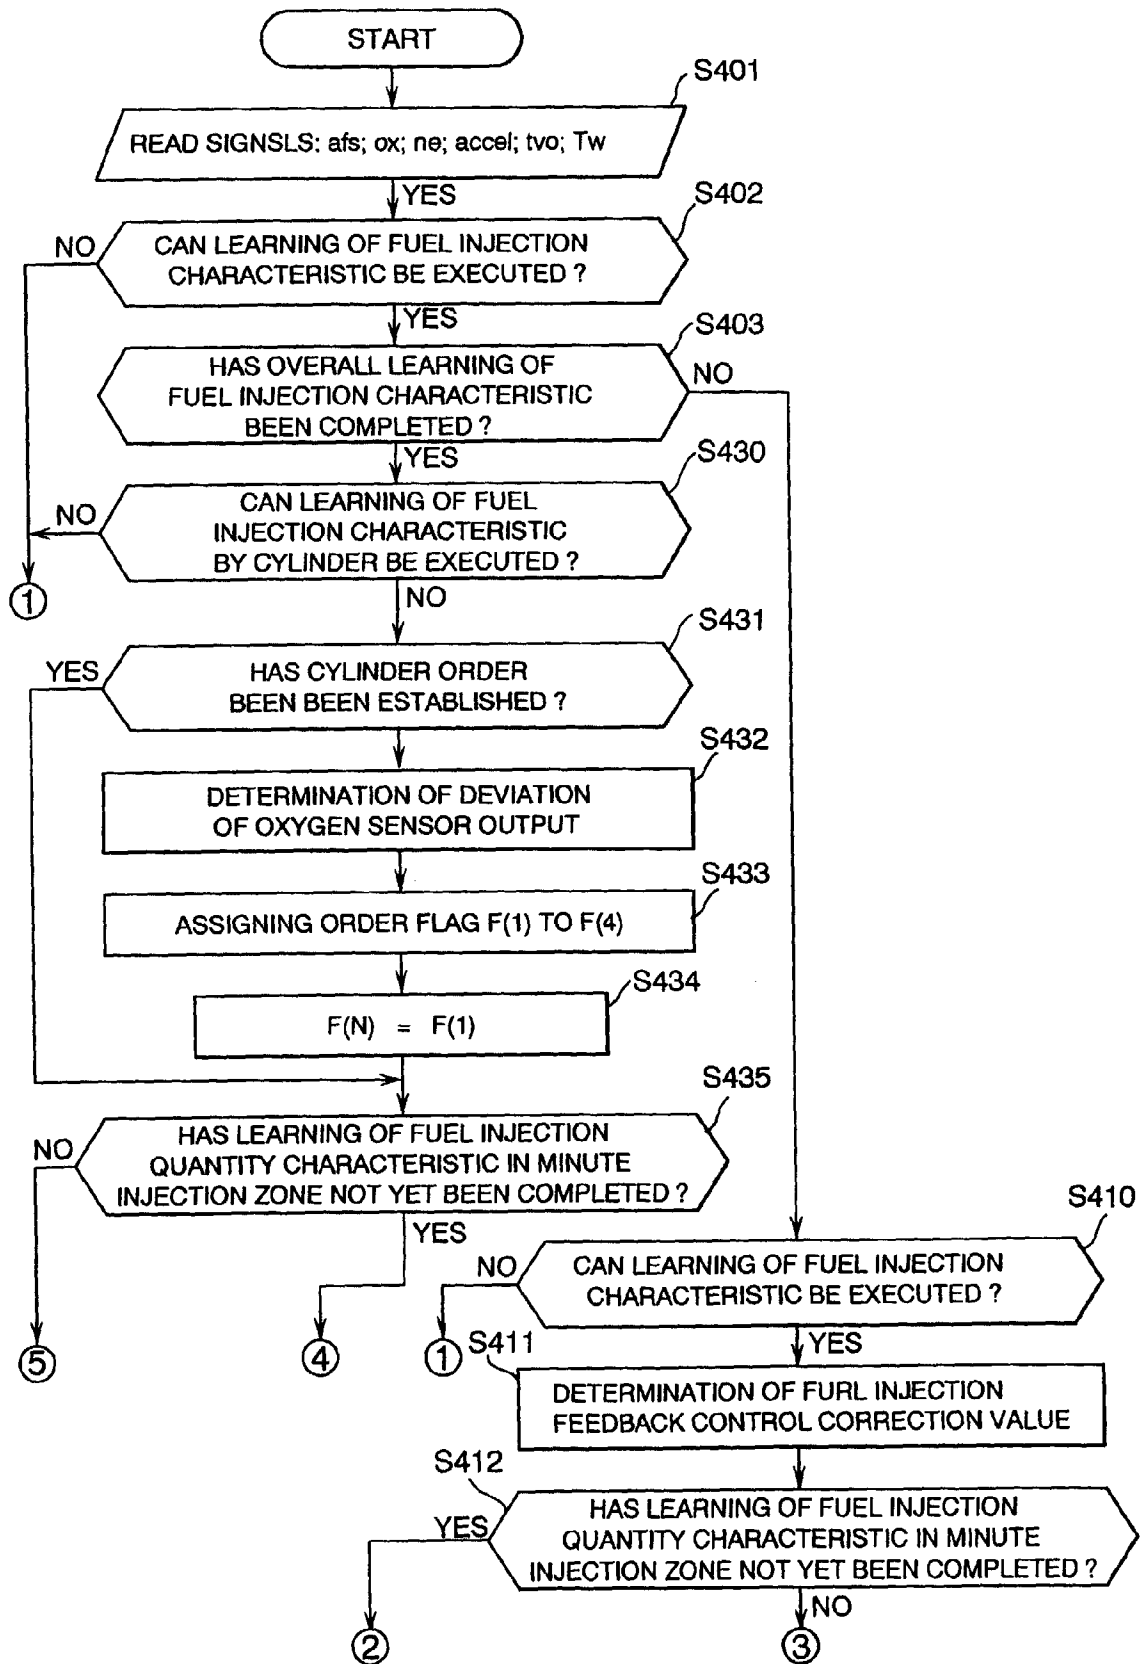 START
S401
READ SIGNSLS: afs; ox; ne; accel; tvo; Tw
YES
S402
NO
CAN LEARNING OF FUEL INJECTION
CHARACTERISTIC BE EXECUTED ?
YES
S403
HAS OVERALL LEARNING OF
FUEL INJECTION CHARACTERISTIC
BEEN COMPLETED ?
NO
YES
S430
NO
CAN LEARNING OF FUEL
INJECTION CHARACTERISTIC
BY CYLINDER BE EXECUTED ?
1
NO
S431
YES
HAS CYLINDER ORDER
BEEN BEEN ESTABLISHED ?
S432
DETERMINATION OF DEVIATION
OF OXYGEN SENSOR OUTPUT
S433
ASSIGNING ORDER FLAG F(1) TO F(4)
S434
F(N) = F(1)
S435
NO
HAS LEARNING OF FUEL INJECTION
QUANTITY CHARACTERISTIC IN MINUTE
INJECTION ZONE NOT YET BEEN COMPLETED ?
YES
5
4
S410
NO
CAN LEARNING OF FUEL INJECTION
CHARACTERISTIC BE EXECUTED ?
1
YES
S411
DETERMINATION OF FURL INJECTION
FEEDBACK CONTROL CORRECTION VALUE
S412
YES
HAS LEARNING OF FUEL INJECTION
QUANTITY CHARACTERISTIC IN MINUTE
INJECTION ZONE NOT YET BEEN COMPLETED ?
NO
2
3